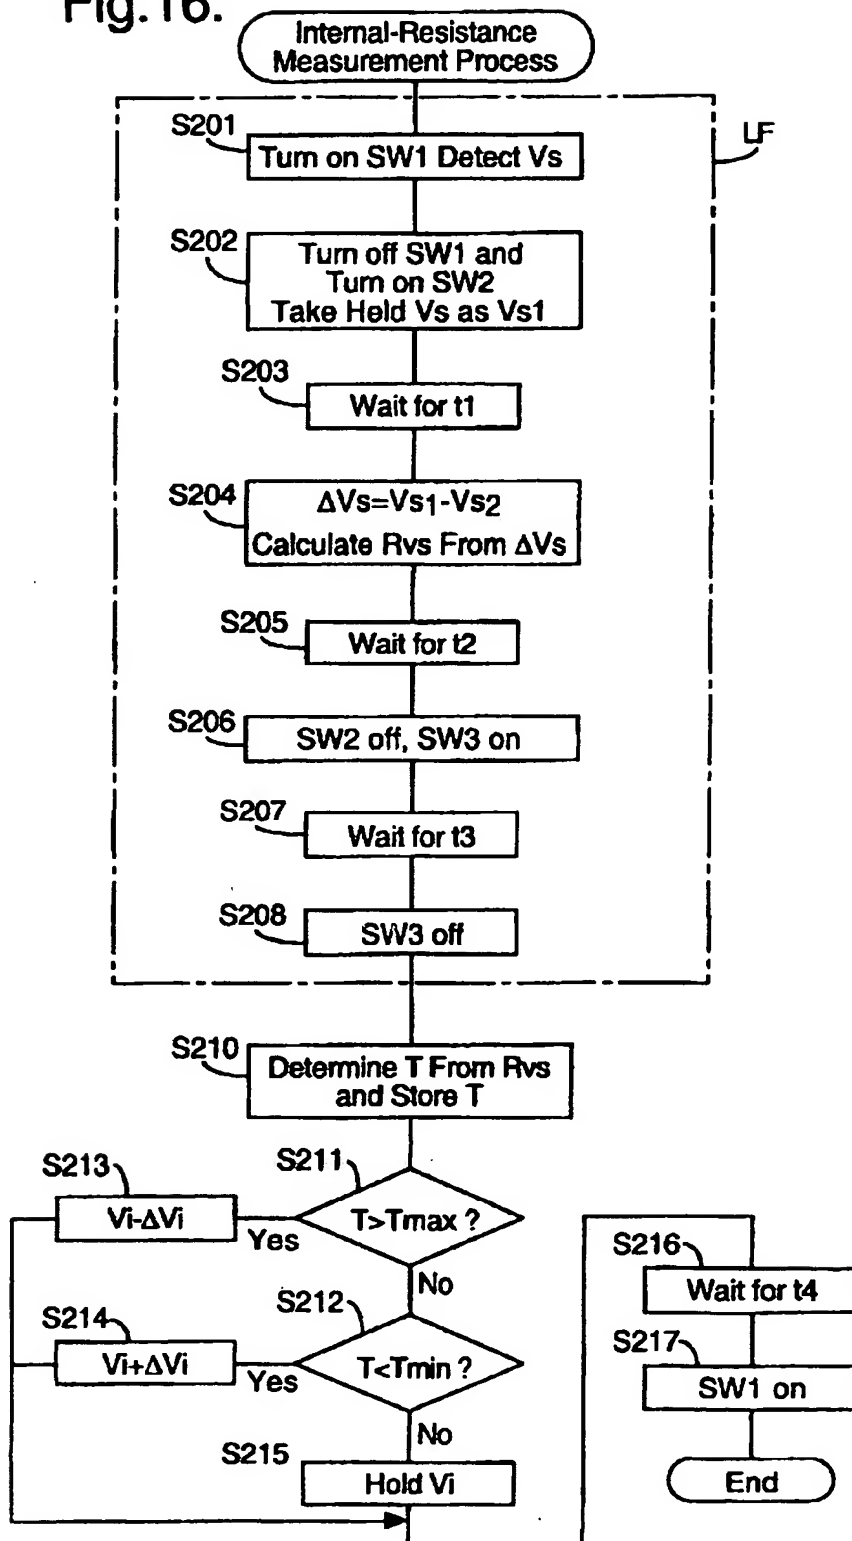 Fig.16.
Internal-Resistance
Measurement Process
LF
S201
Turn on SW1 Detect Vs
S202
Turn off SW1 and
Turn on SW2
Take Held Vs as Vs1
S203
Wait for t1
S204
ΔVs=Vs1-Vs2
Calculate Rvs From ΔVs
S205
Wait for t2
S206
SW2 off, SW3 on
S207
Wait for t3
S208
SW3 off
S210
Determine T From Rvs
and Store T
S211
T>Tmax ?
Yes
No
S213
Vi-ΔVi
S212
T<Tmin ?
Yes
No
S214
Vi+ΔVi
S215
Hold Vi
S216
Wait for t4
S217
SW1 on
End